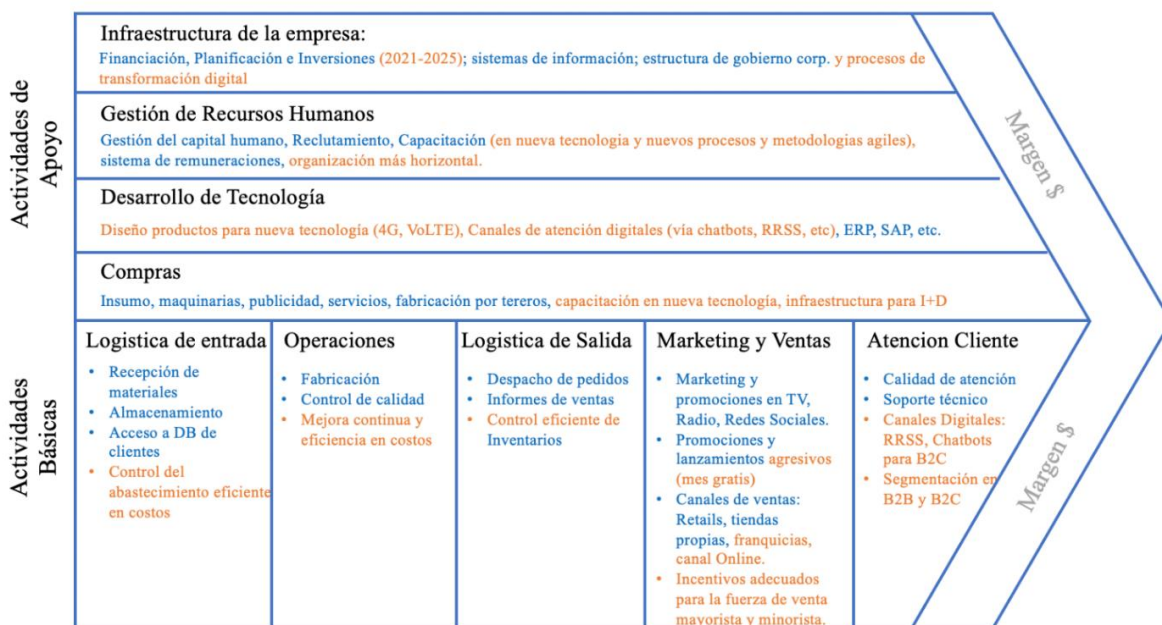 Actividades de
Apoyo
Infraestructura de la empresa:
Financiación, Planificación e Inversiones (2021-2025); sistemas de información; estructura de gobierno corp. y procesos de
transformación digital
Gestión de Recursos Humanos
Gestión del capital humano, Reclutamiento, Capacitación (en nueva tecnologia y nuevos procesos y metodologias agiles),
sistema de remuneraciones, organización más horizontal.
Desarrollo de Tecnología
Diseño productos para nueva tecnología (4G, VoLTE), Canales de atención digitales (vía chatbots, RRSS, etc), ERP, SAP, etc.
Compras
Insumo, maquinarias, publicidad, servicios, fabricación por tereros, capacitación en nueva tecnología, infraestructura para I+D
Margen $
Actividades
Básicas
Logistica de entrada
• Recepción de
materiales
• Almacenamiento
• Acceso a DB de
clientes
• Control del
abastecimiento eficiente
en costos
Operaciones
• Fabricación
• Control de calidad
• Mejora continua y
eficiencia en costos
Logistica de Salida
• Despacho de pedidos
• Informes de ventas
• Control eficiente de
Inventarios
Marketing y Ventas
• Marketing y
promociones en TV,
Radio, Redes Sociales.
• Promociones y
lanzamientos agresivos
(mes gratis)
• Canales de ventas:
Retails, tiendas
propias, franquicias,
canal Online.
• Incentivos adecuados
para la fuerza de venta
mayorista y minorista.
Atencion Cliente
• Calidad de atención
• Soporte técnico
• Canales Digitales:
RRSS, Chatbots
para B2C
• Segmentación en
B2B y B2C
Margen $